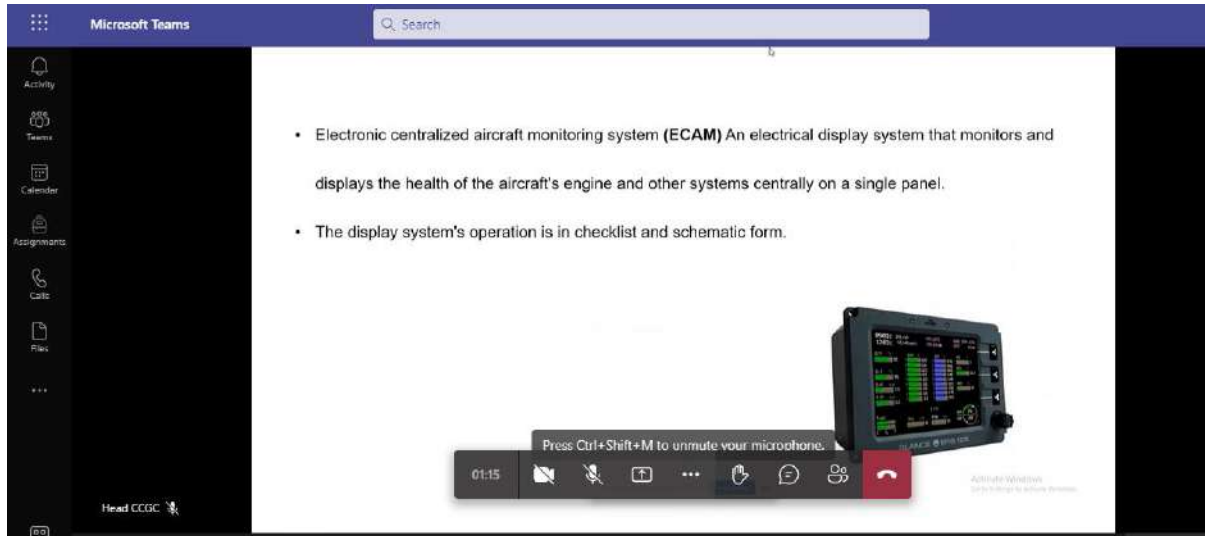 Microsoft Teams
Search
Activity
Teams
Calendar
Assignments
Calls
Files
• Electronic centralized aircraft monitoring system (ECAM) An electrical display system that monitors and
displays the health of the aircraft's engine and other systems centrally on a single panel.
• The display system's operation is in checklist and schematic form.
Press Ctrl+Shift+M to unmute your microphone.
01:15
Activate Windows
Head CCGC